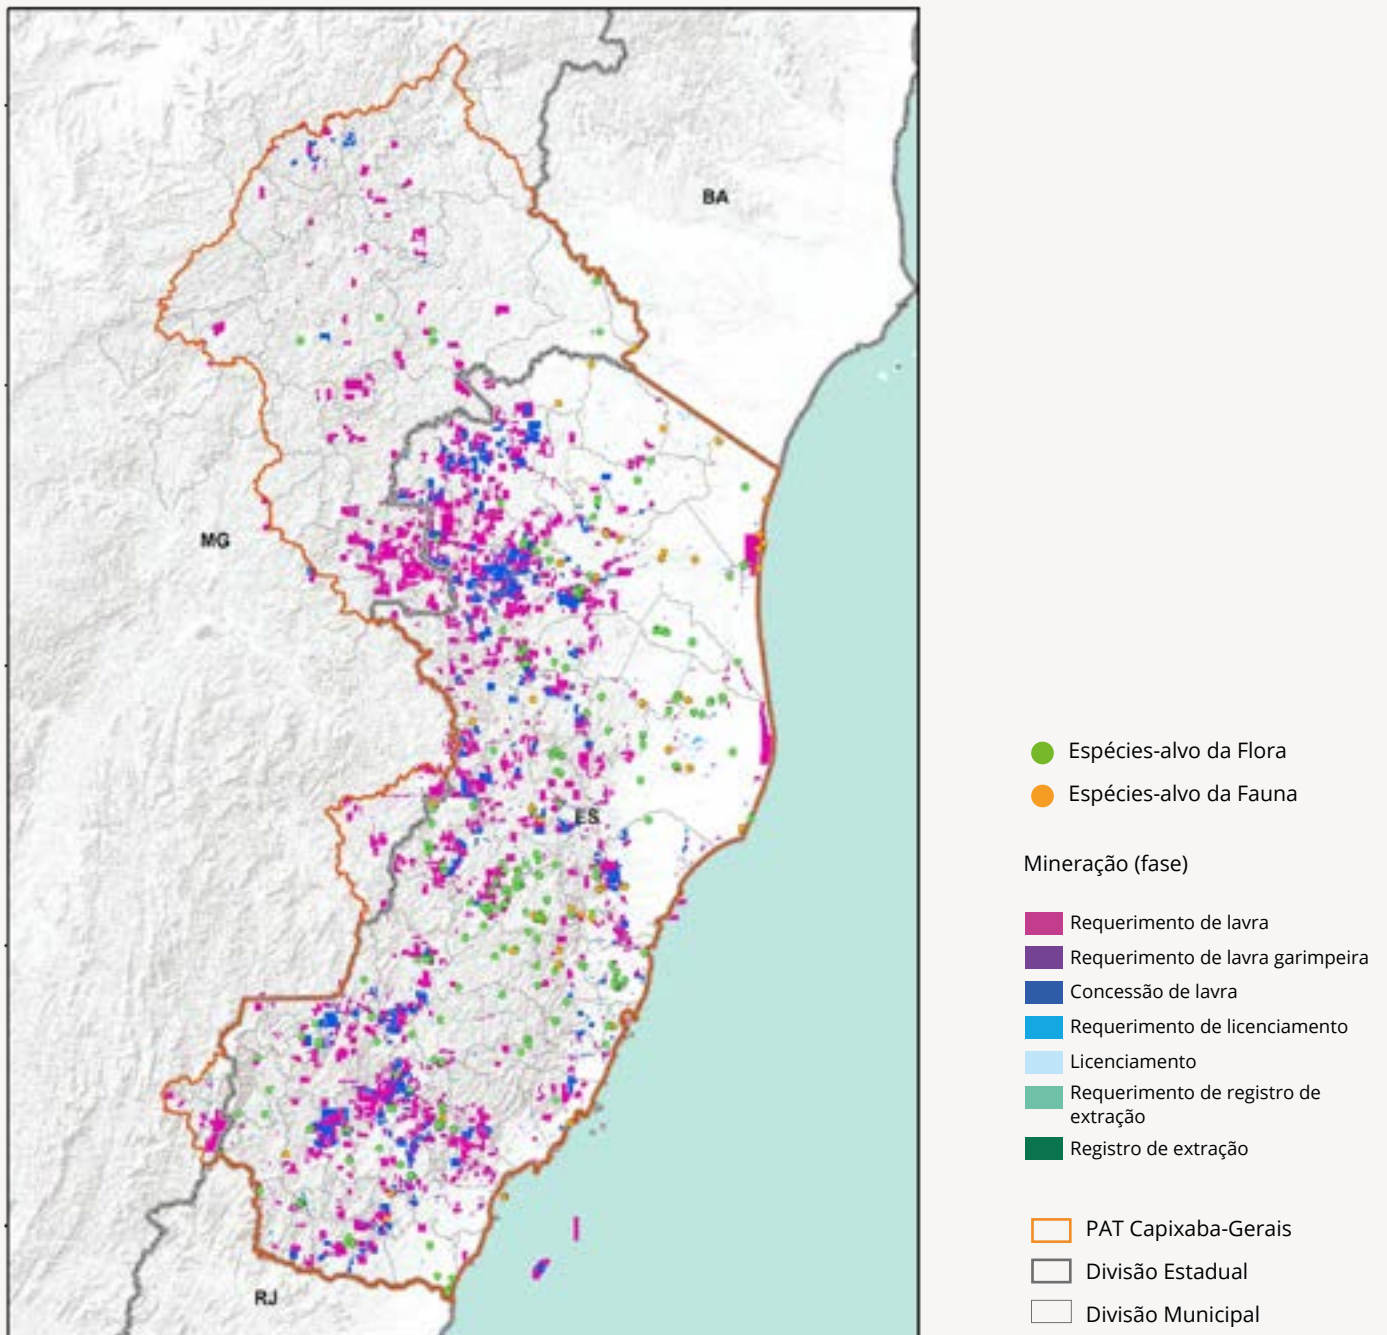 BA
MG
ES
RJ
Espécies-alvo da Flora
Espécies-alvo da Fauna
Mineração (fase)
Requerimento de lavra
Requerimento de lavra garimpeira
Concessão de lavra
Requerimento de licenciamento
Licenciamento
Requerimento de registro de
extração
Registro de extração
PAT Capixaba-Gerais
Divisão Estadual
Divisão Municipal